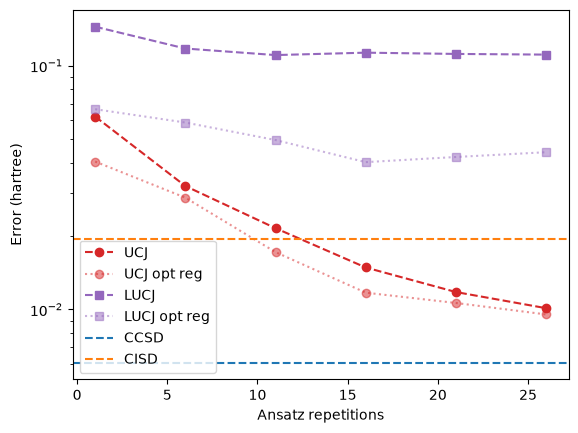 Error (hartree)
10⁻¹
10⁻²
UCJ
UCJ opt reg
LUCJ
LUCJ opt reg
CCSD
CISD
0 5 10 15 20 25
Ansatz repetitions